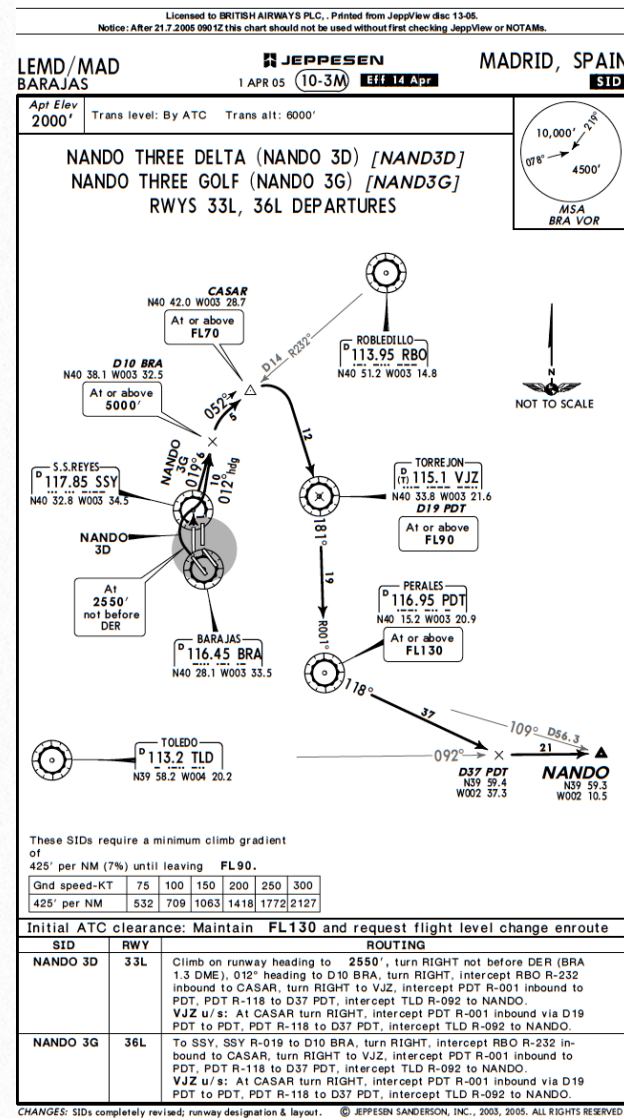 Licensed to BRITISH AIRWAYS PLC, . Printed from JeppView disc 13-05.
Notice: After 21.7.2005 0901Z this chart should not be used without first checking JeppView or NOTAMs.
LEMD/MAD
BARAJAS
JEPPESEN
1 APR 05 10-3M Eff 14 Apr
MADRID, SPAIN
SID
Apt Elev
2000'
Trans level: By ATC Trans alt: 6000'
10,000'
219°
078°
4500'
MSA
BRA VOR
NANDO THREE DELTA (NANDO 3D) [NAND3D]
NANDO THREE GOLF (NANDO 3G) [NAND3G]
RWYS 33L, 36L DEPARTURES
CASAR
N40 42.0 W003 28.7
At or above
FL70
D14 R232°
ROBLEDILLO
D 113.95 RBO
N40 51.2 W003 14.8
N
NOT TO SCALE
D10 BRA
N40 38.1 W003 32.5
At or above
5000'
052°
5
12
NANDO
3G
019°
6
10
012° hdg
S.S.REYES
D 117.85 SSY
N40 32.8 W003 34.5
TORREJON
D (T) 115.1 VJZ
N40 33.8 W003 21.6
D19 PDT
At or above
FL90
NANDO
3D
181°
19
R001°
At
2550'
not before
DER
BARAJAS
D 116.45 BRA
N40 28.1 W003 33.5
PERALES
D 116.95 PDT
N40 15.2 W003 20.9
At or above
FL130
118°
37
109° D56.3
TOLEDO
D 113.2 TLD
N39 58.2 W004 20.2
092°
21
D37 PDT
N39 59.4
W002 37.3
NANDO
N39 59.3
W002 10.5
These SIDs require a minimum climb gradient
of
425' per NM (7%) until leaving FL90.
Gnd speed-KT 75 100 150 200 250 300
425' per NM 532 709 1063 1418 1772 2127
Initial ATC clearance: Maintain FL130 and request flight level change enroute
SID RWY ROUTING
NANDO 3D 33L Climb on runway heading to 2550', turn RIGHT not before DER (BRA
1.3 DME), 012° heading to D10 BRA, turn RIGHT, intercept RBO R-232
inbound to CASAR, turn RIGHT to VJZ, intercept PDT R-001 inbound to
PDT, PDT R-118 to D37 PDT, intercept TLD R-092 to NANDO.
VJZ u/s: At CASAR turn RIGHT, intercept PDT R-001 inbound via D19
PDT to PDT, PDT R-118 to D37 PDT, intercept TLD R-092 to NANDO.
NANDO 3G 36L To SSY, SSY R-019 to D10 BRA, turn RIGHT, intercept RBO R-232 in-
bound to CASAR, turn RIGHT to VJZ, intercept PDT R-001 inbound to
PDT, PDT R-118 to D37 PDT, intercept TLD R-092 to NANDO.
VJZ u/s: At CASAR turn RIGHT, intercept PDT R-001 inbound via D19
PDT to PDT, PDT R-118 to D37 PDT, intercept TLD R-092 to NANDO.
CHANGES: SIDs completely revised; runway designation & layout. © JEPPESEN SANDERSON, INC., 2003, 2005. ALL RIGHTS RESERVED